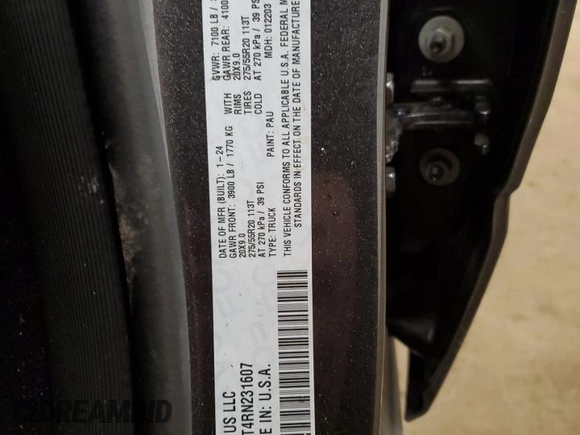 US LLC
DATE OF MFR (BUILT): 1-24
GVWR: 7100 LB /
GAWR FRONT: 3900 LB / 1770 KG WITH GAWR REAR: 4100
20X9.0 RIMS 20X9.0
275/55R20 113T TIRES 275/55R20 113T
AT 270 kPa / 39 PSI COLD AT 270 kPa / 39 PSI
TYPE: TRUCK PAINT: PAU MDH: 012203
THIS VEHICLE CONFORMS TO ALL APPLICABLE U.S.A. FEDERAL
STANDARDS IN EFFECT ON THE DATE OF MANUFACTURE
T4RN231607
E IN: U.S.A.
AutoBidMaster